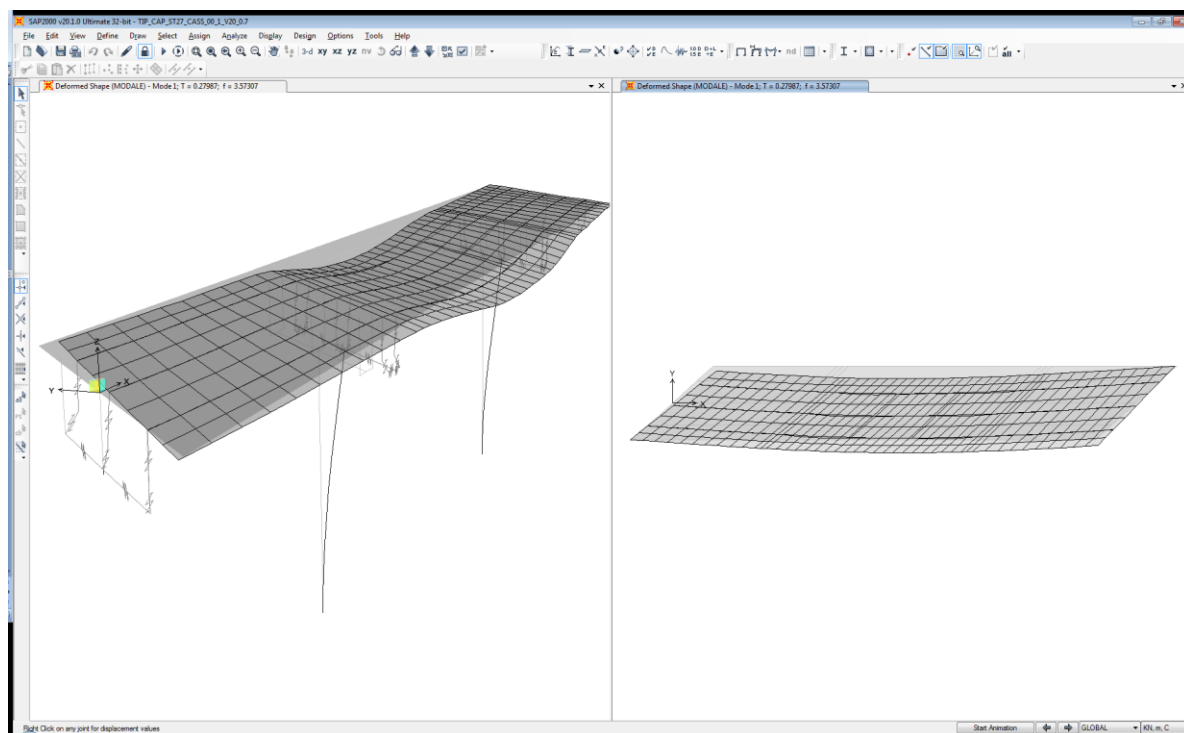 SAP2000 v20.1.0 Ultimate 32-bit - TIP_CAP_ST27_CASS_00_1_V20_0.7
File Edit View Define Draw Select Assign Analyze Display Design Options Tools Help
3-d xy xz yz nv
nd
all
Deformed Shape (MODALE) - Mode 1; T = 0.27987; f = 3.57307
Deformed Shape (MODALE) - Mode 1; T = 0.27987; f = 3.57307
Z
Y X
Y
X
Right Click on any joint for displacement values
Start Animation
GLOBAL
KN, m, C